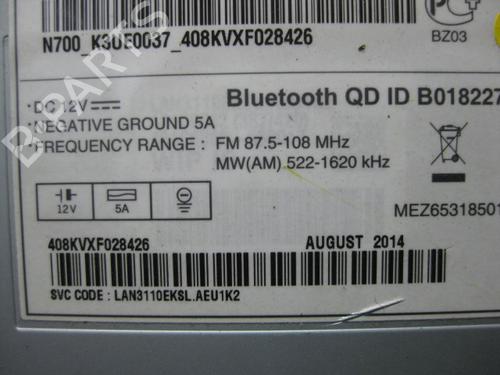 N700_K3UE0037_408KVXF028426
BZ03
DC 12V
Bluetooth QD ID B018227
NEGATIVE GROUND 5A
FREQUENCY RANGE : FM 87.5-108 MHz
MW(AM) 522-1620 kHz
12V
5A
MEZ65318501
408KVXF028426
AUGUST 2014
SVC CODE : LAN3110EKSL.AEU1K2
B-PARTS